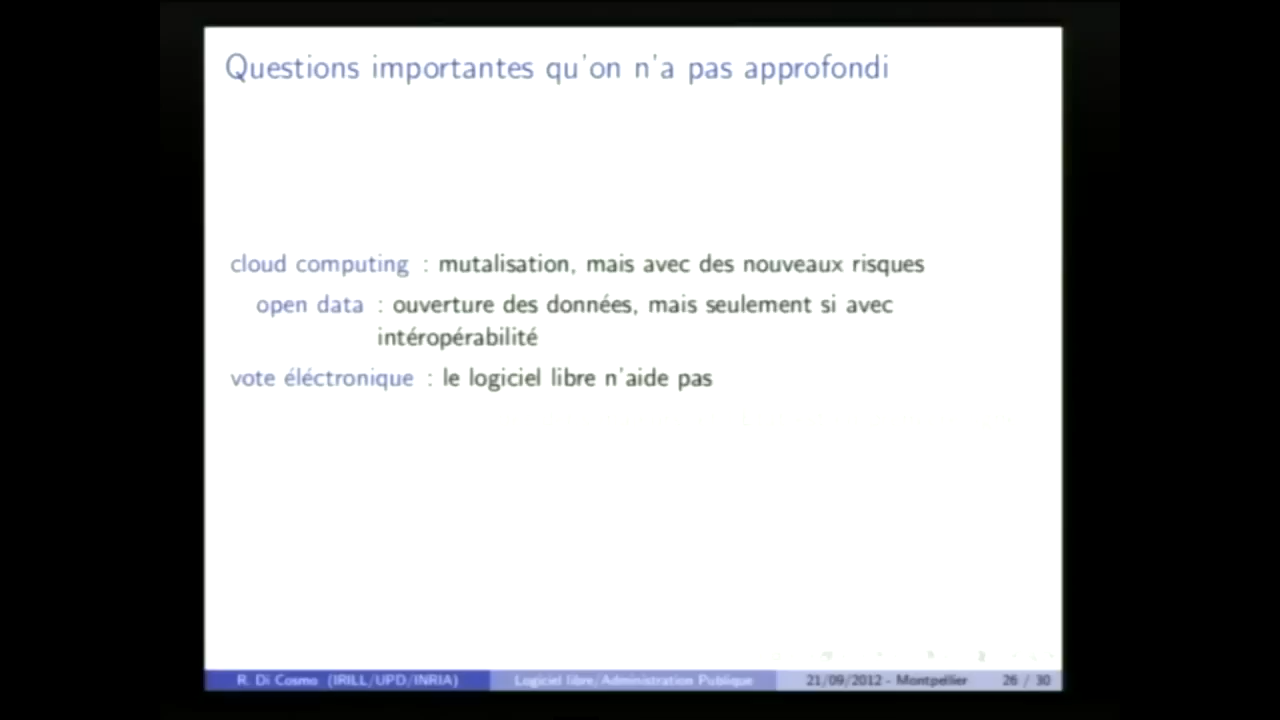 Questions importantes qu'on n'a pas approfondi
cloud computing : mutalisation, mais avec des nouveaux risques
open data : ouverture des données, mais seulement si avec
intéropérabilité
vote éléctronique : le logiciel libre n'aide pas
R. Di Cosmo (IRILL/UPD/INRIA) Logiciel libre/Administration Publique 21/09/2012 - Montpellier 26 / 30